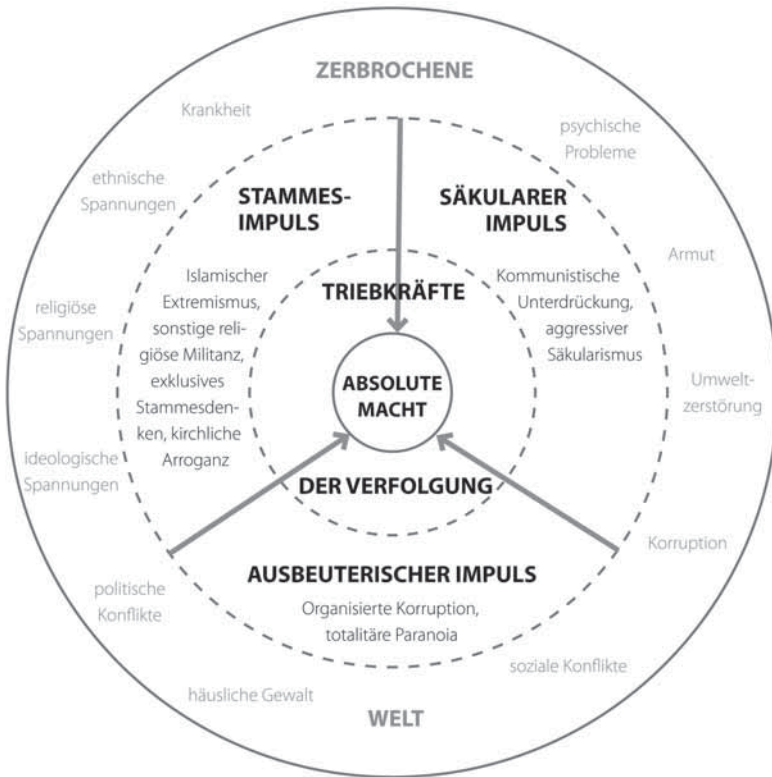 ZERBROCHENE
Krankheit
psychische
Probleme
ethnische
Spannungen
STAMMES-
IMPULS
SÄKULARER
IMPULS
Armut
Islamischer
Extremismus,
sonstige reli-
giöse Militanz,
exklusives
Stammesden-
ken, kirchliche
Arroganz
TRIEBKRÄFTE
Kommunistische
Unterdrückung,
aggressiver
Säkularismus
religiöse
Spannungen
ABSOLUTE
MACHT
Umwelt-
zerstörung
ideologische
Spannungen
DER VERFOLGUNG
Korruption
AUSBEUTERISCHER IMPULS
Organisierte Korruption,
totalitäre Paranoia
politische
Konflikte
soziale Konflikte
häusliche Gewalt
WELT